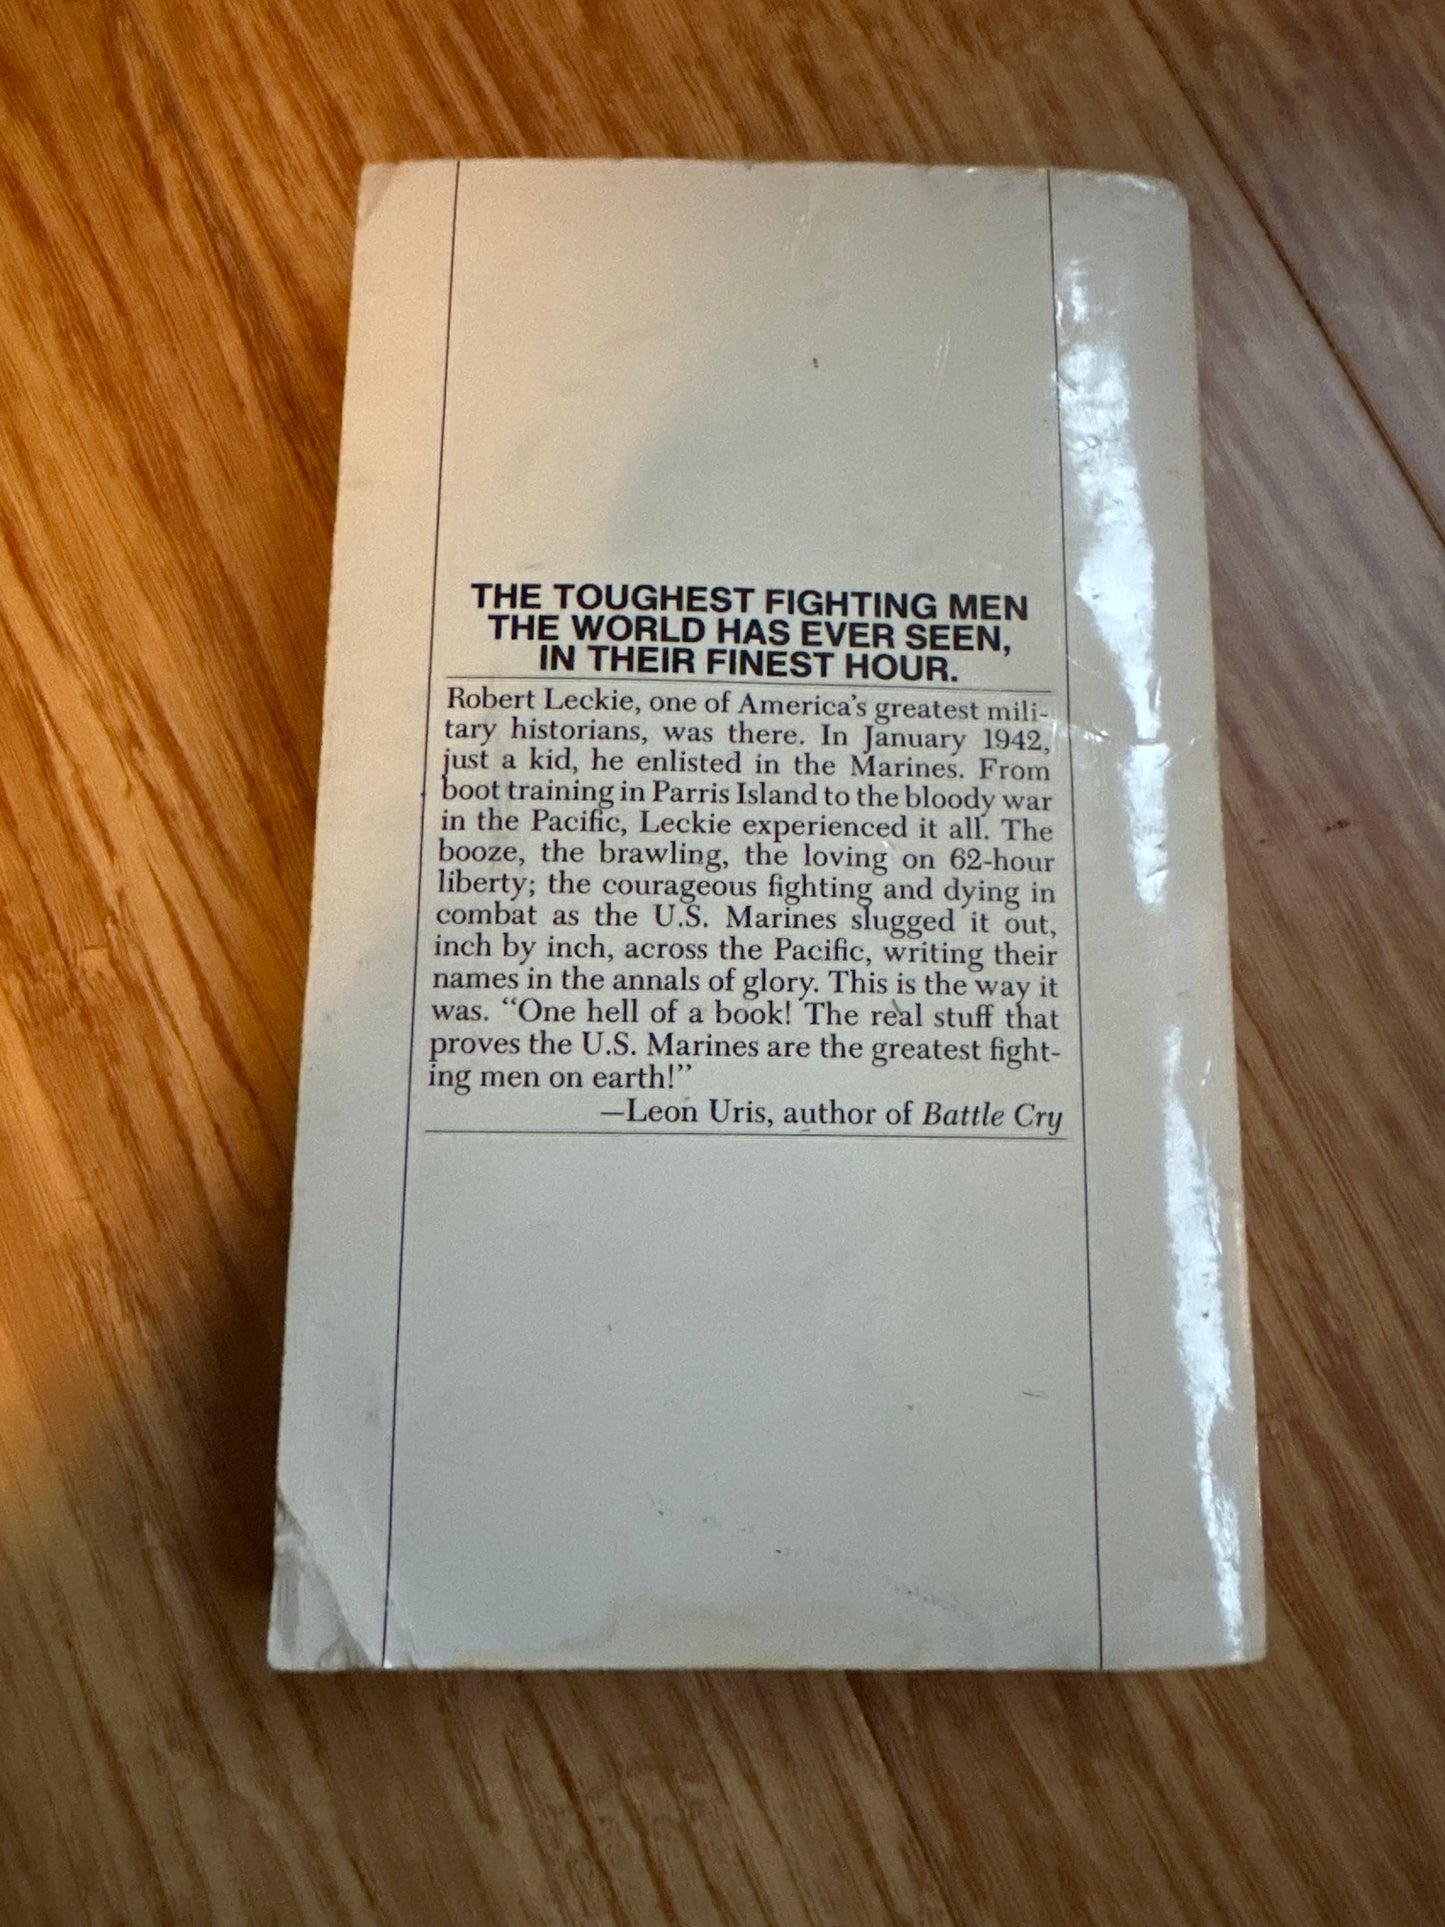 THE TOUGHEST FIGHTING MEN
THE WORLD HAS EVER SEEN,
IN THEIR FINEST HOUR.
Robert Leckie, one of America's greatest mili-
tary historians, was there. In January 1942,
just a kid, he enlisted in the Marines. From
boot training in Parris Island to the bloody war
in the Pacific, Leckie experienced it all. The
booze, the brawling, the loving on 62-hour
liberty; the courageous fighting and dying in
combat as the U.S. Marines slugged it out,
inch by inch, across the Pacific, writing their
names in the annals of glory. This is the way it
was. “One hell of a book! The real stuff that
proves the U.S. Marines are the greatest fight-
ing men on earth!”
—Leon Uris, author of Battle Cry